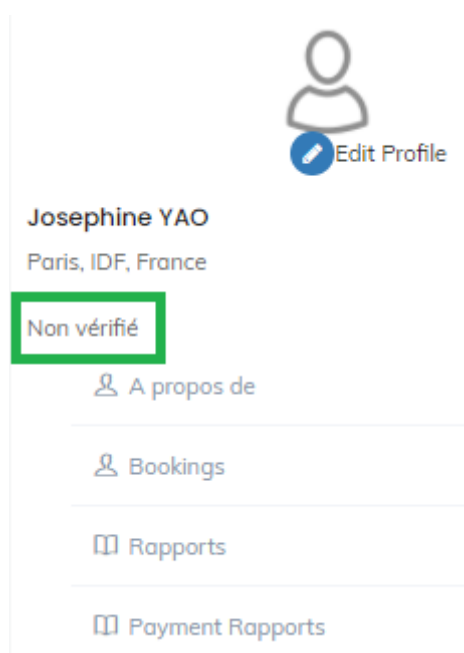 Edit Profile
Josephine YAO
Paris, IDF, France
Non vérifié
A propos de
Bookings
Rapports
Payment Rapports